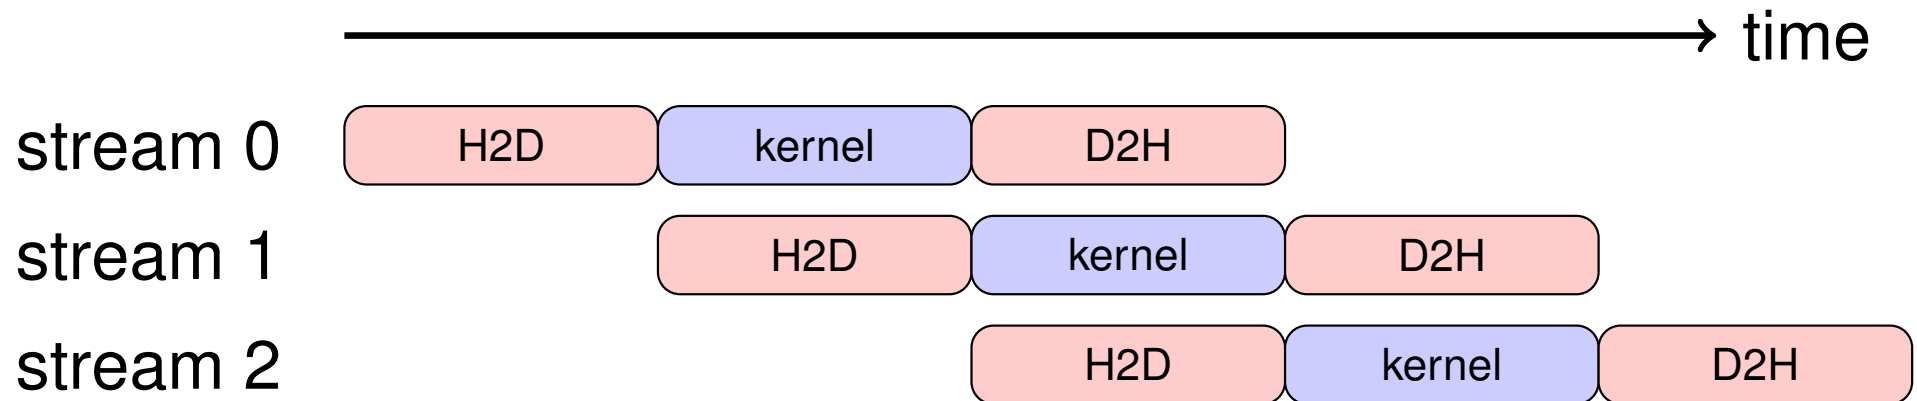 time
stream 0 H2D kernel D2H
stream 1 H2D kernel D2H
stream 2 H2D kernel D2H